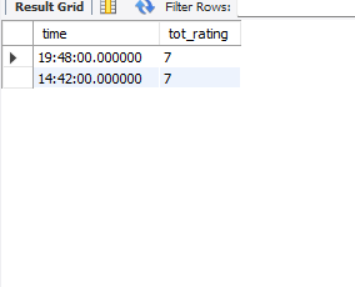 Result Grid Filter Rows:
time tot_rating
19:48:00.000000 7
14:42:00.000000 7